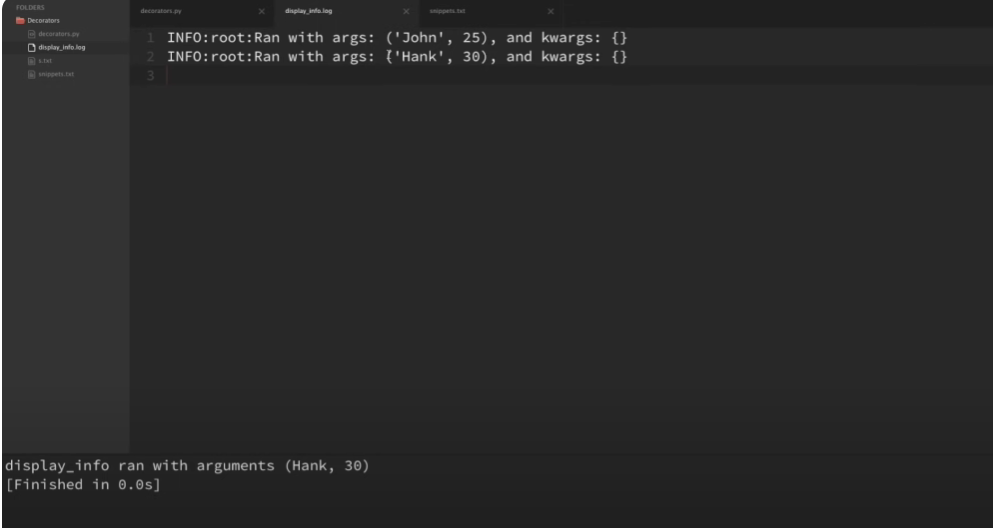 FOLDERS
Decorators
decorators.py
display_info.log
s.txt
snippets.txt
decorators.py
display_info.log
snippets.txt
1 INFO:root:Ran with args: ('John', 25), and kwargs: {}
2 INFO:root:Ran with args: ('Hank', 30), and kwargs: {}
3
display_info ran with arguments (Hank, 30)
[Finished in 0.0s]